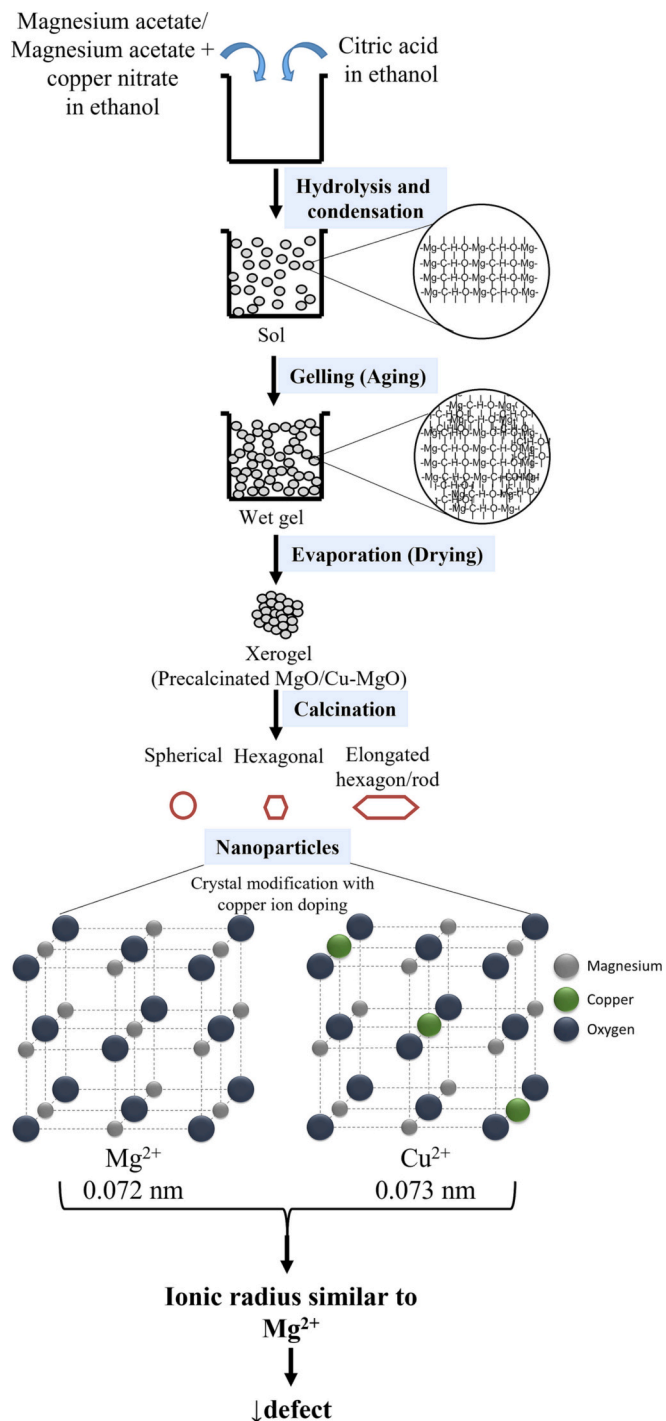 Magnesium acetate/
Magnesium acetate +
copper nitrate
in ethanol
Citric acid
in ethanol
Hydrolysis and
condensation
-Mg-C-H-O-Mg-C-H-O-Mg-
-Mg-C-H-O-Mg-C-H-O-Mg-
-Mg-C-H-O-Mg-C-H-O-Mg-
-Mg-C-H-O-Mg-C-H-O-Mg-
Sol
Gelling (Aging)
Wet gel
Evaporation (Drying)
Xerogel
(Precalcinated MgO/Cu-MgO)
Calcination
Spherical
Hexagonal
Elongated
hexagon/rod
Nanoparticles
Crystal modification with
copper ion doping
Magnesium
Copper
Oxygen
Mg²⁺
0.072 nm
Cu²⁺
0.073 nm
Ionic radius similar to
Mg²⁺
↓defect